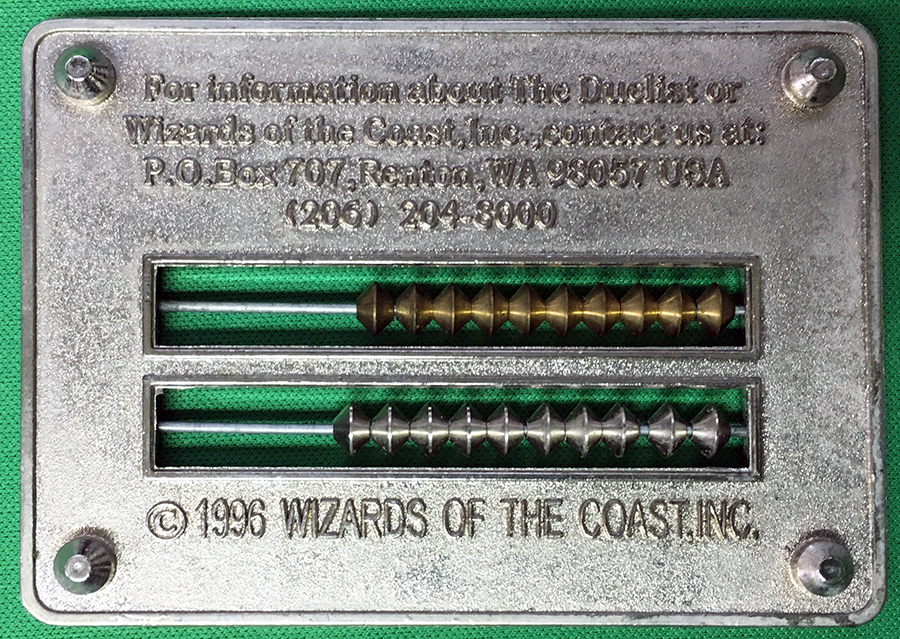 For information about The Duelist or
Wizards of the Coast, Inc., contact us at:
P.O. Box 707, Renton, WA 98057 USA
(206) 204-8000
© 1996 WIZARDS OF THE COAST, INC.